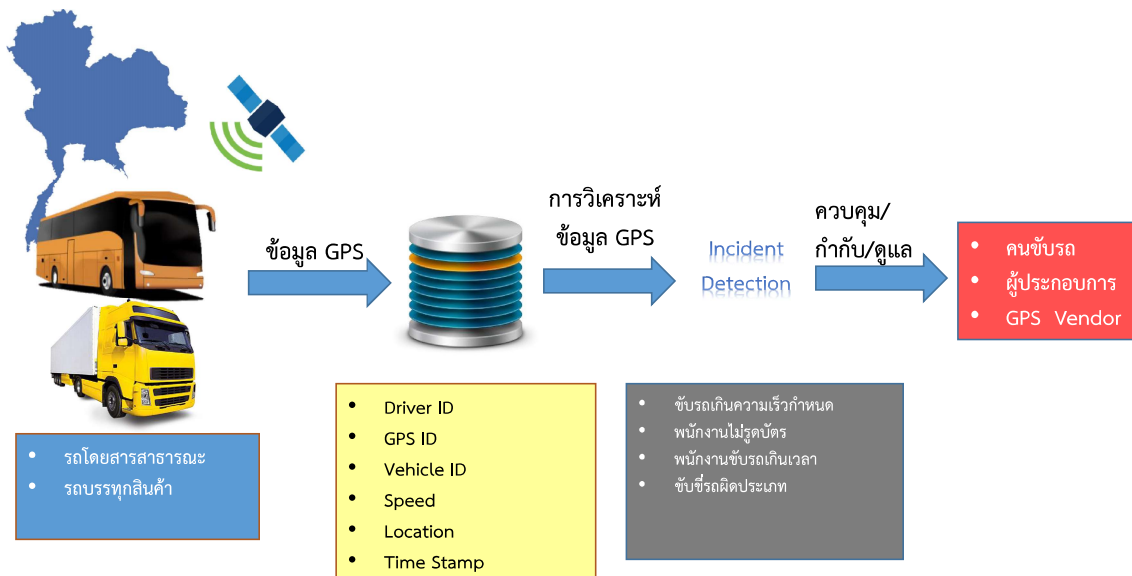 ข้อมูล GPS
การวิเคราะห์
ข้อมูล GPS
Incident
Detection
ควบคุม/
กำกับ/ดูแล
• คนขับรถ
• ผู้ประกอบการ
• GPS Vendor
• รถโดยสารสาธารณะ
• รถบรรทุกสินค้า
• Driver ID
• GPS ID
• Vehicle ID
• Speed
• Location
• Time Stamp
• ขับรถเกินความเร็วกำหนด
• พนักงานไม่รูดบัตร
• พนักงานขับรถเกินเวลา
• ขับขี่รถผิดประเภท